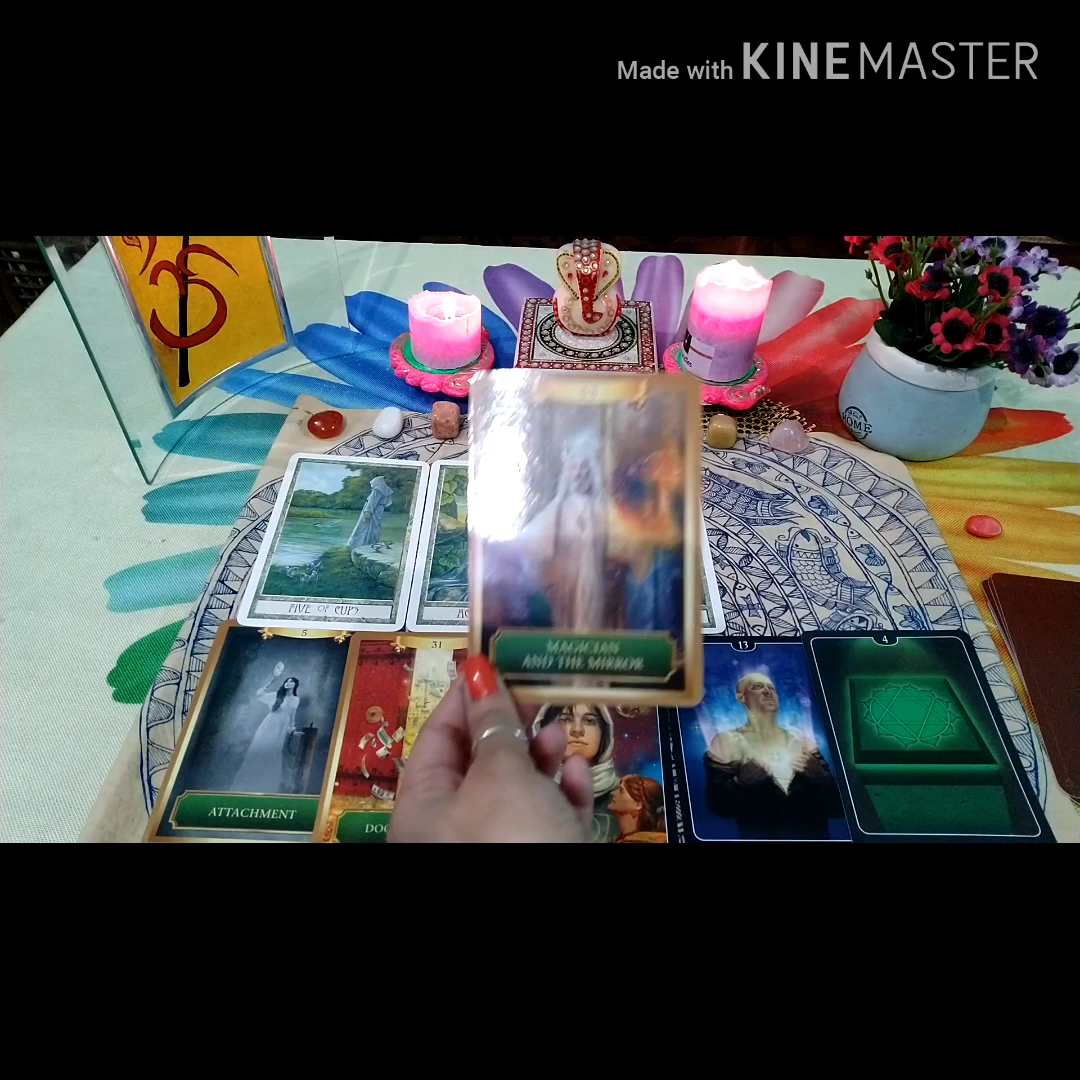 Made with KINEMASTER
HOME
FIVE OF CUPS
5
31
MAGICIAN
AND THE MIRROR
13
4
ATTACHMENT